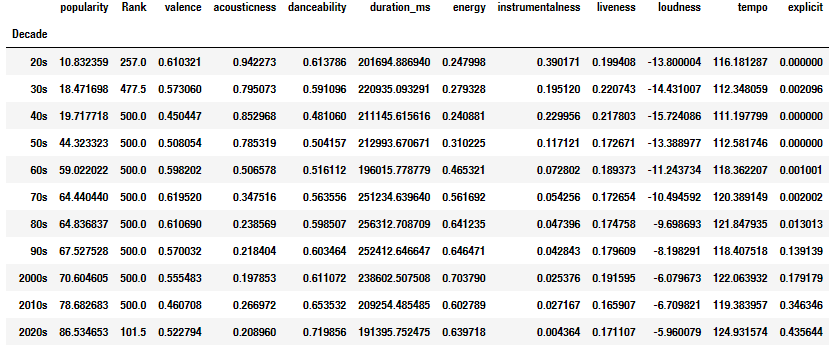 popularity Rank valence acousticness danceability duration_ms energy instrumentalness liveness loudness tempo explicit
Decade
20s 10.832359 257.0 0.610321 0.942273 0.613786 201694.886940 0.247998 0.390171 0.199408 -13.800004 116.181287 0.000000
30s 18.471698 477.5 0.573060 0.795073 0.591096 220935.093291 0.279328 0.195120 0.220743 -14.431007 112.348059 0.002096
40s 19.717718 500.0 0.450447 0.852968 0.481060 211145.615616 0.240881 0.229956 0.217803 -15.724086 111.197799 0.000000
50s 44.323323 500.0 0.508054 0.785319 0.504157 212993.670671 0.310225 0.117121 0.172671 -13.388977 112.581746 0.000000
60s 59.022022 500.0 0.598202 0.506578 0.516112 196015.778779 0.465321 0.072802 0.189373 -11.243734 118.362207 0.001001
70s 64.440440 500.0 0.619520 0.347516 0.563556 251234.639640 0.561692 0.054256 0.172654 -10.494592 120.389149 0.002002
80s 64.836837 500.0 0.610690 0.238569 0.598507 256312.708709 0.641235 0.047396 0.174758 -9.698693 121.847935 0.013013
90s 67.527528 500.0 0.570032 0.218404 0.603464 252412.646647 0.646471 0.042843 0.179609 -8.198291 118.407518 0.139139
2000s 70.604605 500.0 0.555483 0.197853 0.611072 238602.507508 0.703790 0.025376 0.191595 -6.079673 122.063932 0.179179
2010s 78.682683 500.0 0.460708 0.266972 0.653532 209254.485485 0.602789 0.027167 0.165907 -6.709821 119.383957 0.346346
2020s 86.534653 101.5 0.522794 0.208960 0.719856 191395.752475 0.639718 0.004364 0.171107 -5.960079 124.931574 0.435644